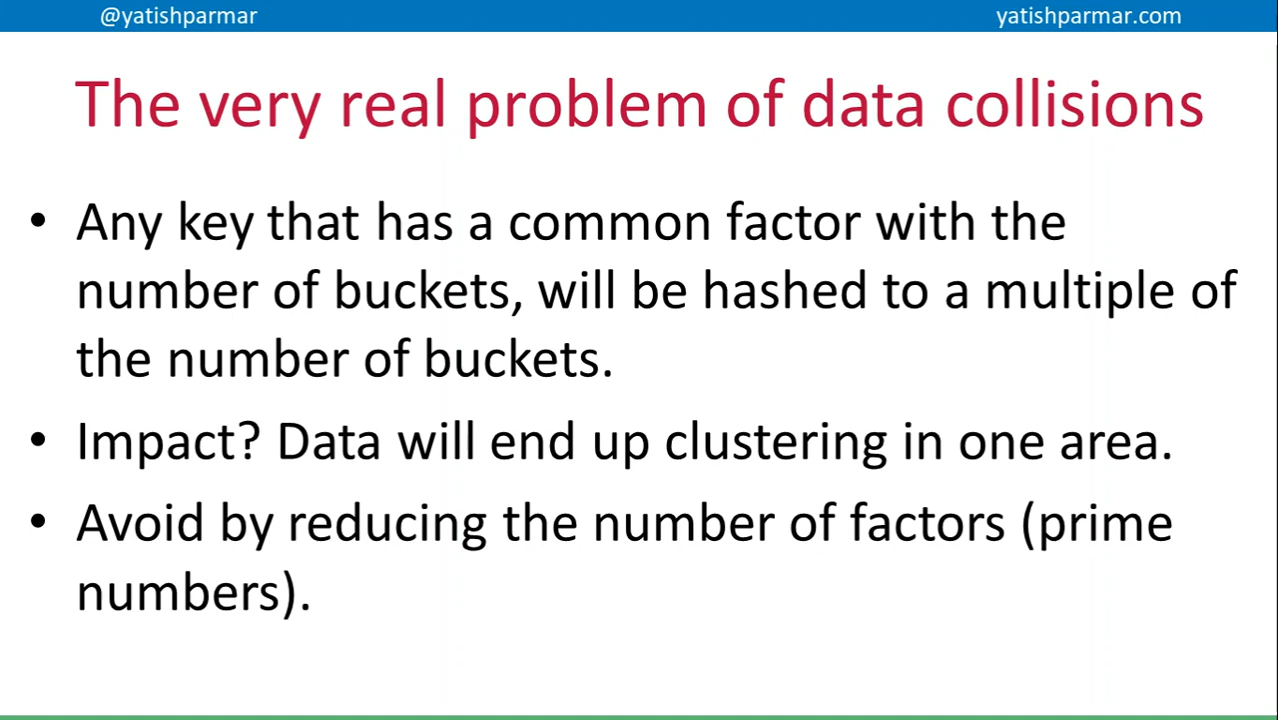 @yatishparmar
yatishparmar.com
The very real problem of data collisions
• Any key that has a common factor with the
number of buckets, will be hashed to a multiple of
the number of buckets.
• Impact? Data will end up clustering in one area.
• Avoid by reducing the number of factors (prime
numbers).